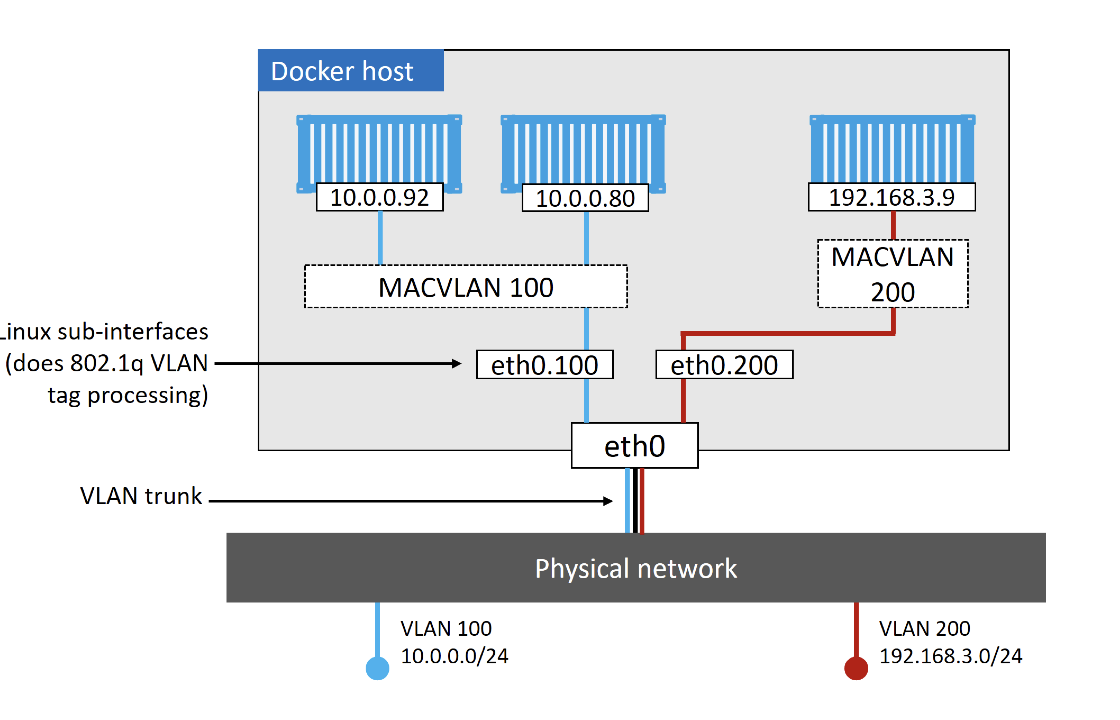 Docker host
10.0.0.92
10.0.0.80
192.168.3.9
MACVLAN
200
MACVLAN 100
Linux sub-interfaces
(does 802.1q VLAN
tag processing)
eth0.100
eth0.200
eth0
VLAN trunk
Physical network
VLAN 100
10.0.0.0/24
VLAN 200
192.168.3.0/24